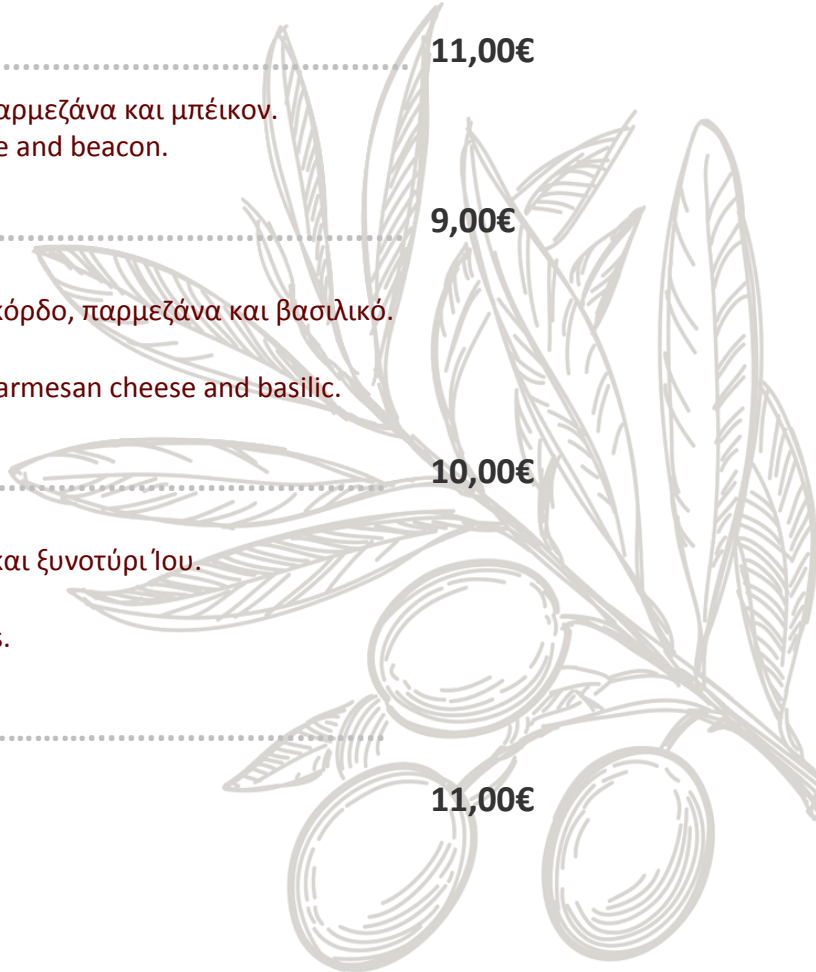 11,00€
αρμεζάνα και μπέικον.
e and beacon.
9,00€
κόρδο, παρμεζάνα και βασιλικό.
armesan cheese and basilic.
10,00€
και ξυνοτύρι Ίου.
s.
11,00€